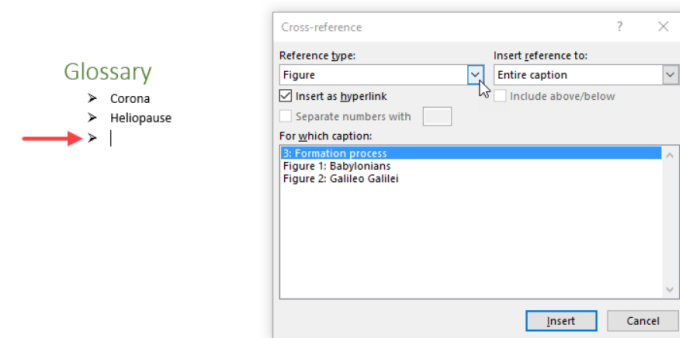 Glossary
Corona
Heliopause
Cross-reference
Reference type:
Insert reference to:
Figure
Entire caption
Insert as hyperlink
Include above/below
Separate numbers with
For which caption:
3: Formation process
Figure 1: Babylonians
Figure 2: Galileo Galilei
Insert
Cancel